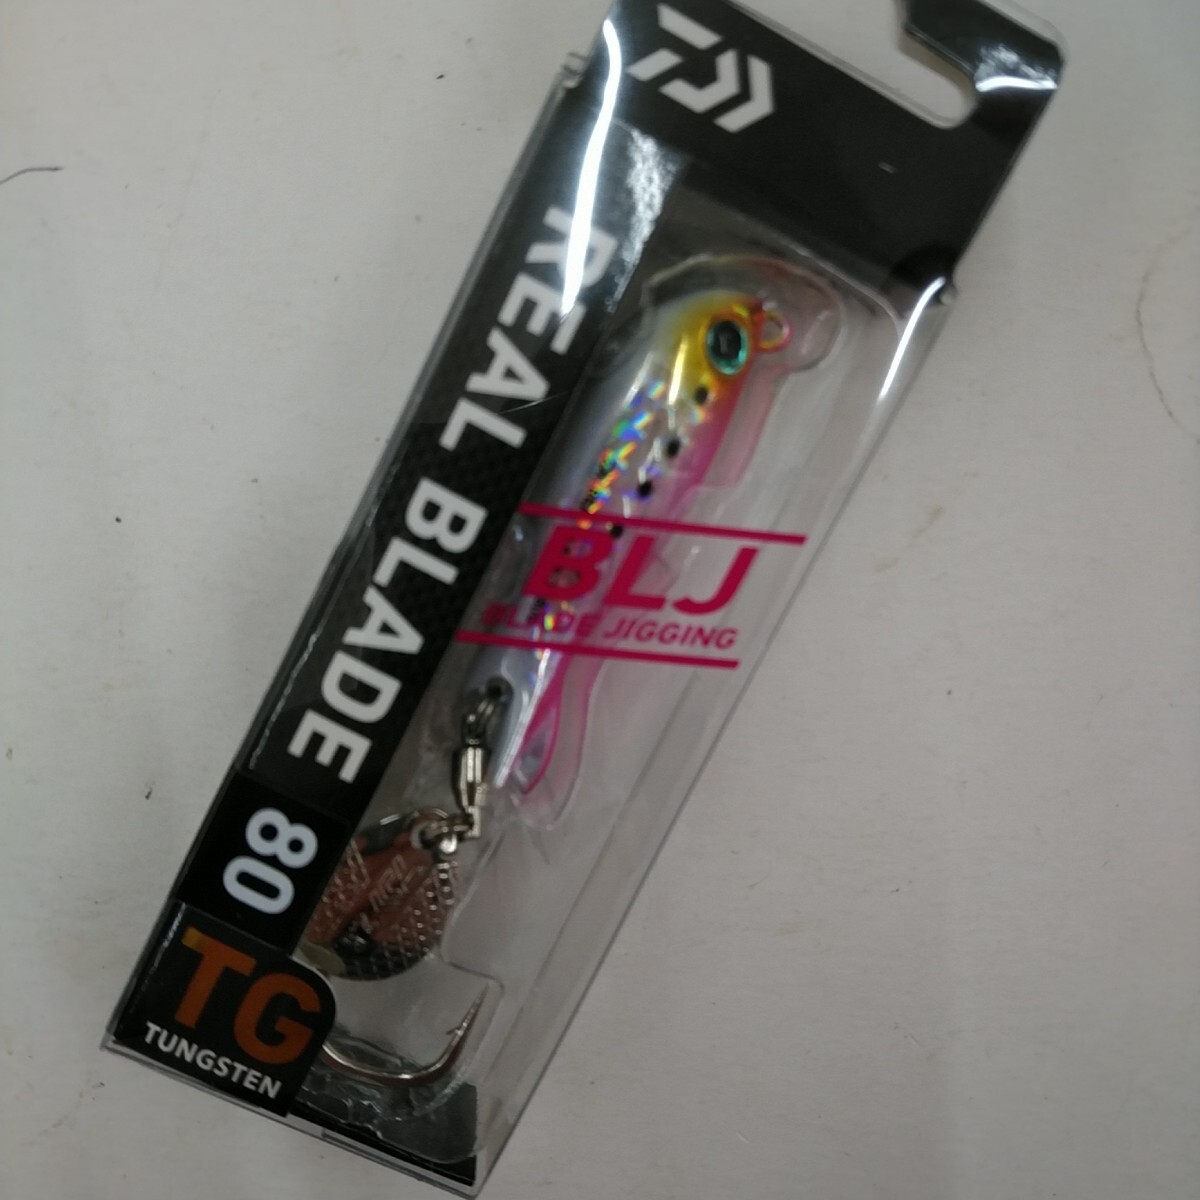 REAL BLADE 80
BLJ
BLADE JIGGING
TG
TUNGSTEN